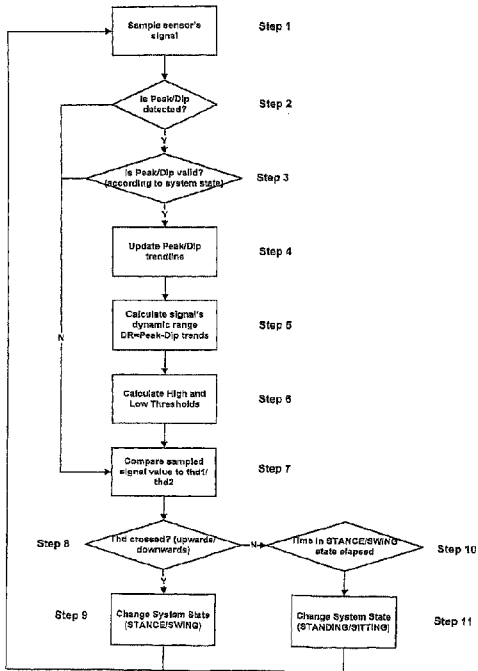 Sample sensor's
signal
Step 1
Is Peak/Dip
detected?
Step 2
Y
Is Peak/Dip valid?
(according to system state)
Step 3
Y
Update Peak/Dip
trendline
Step 4
Calculate signal's
dynamic range
DR=Peak-Dip trends
Step 5
N
Calculate High and
Low Thresholds
Step 6
Compare sampled
signal value to thd1/
thd2
Step 7
Step 8
Thd crossed? (upwards/
downwards)
N
Time in STANCE/SWING
state elapsed
Step 10
Y
Step 9
Change System State
(STANCE/SWING)
Change System State
(STANDING/SITTING)
Step 11